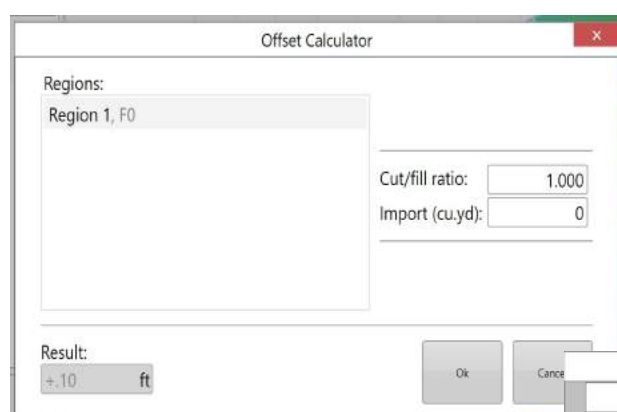 Offset Calculator
x
Regions:
Region 1, F0
Cut/fill ratio: 1.000
Import (cu.yd): 0
Result:
+.10 ft
Ok